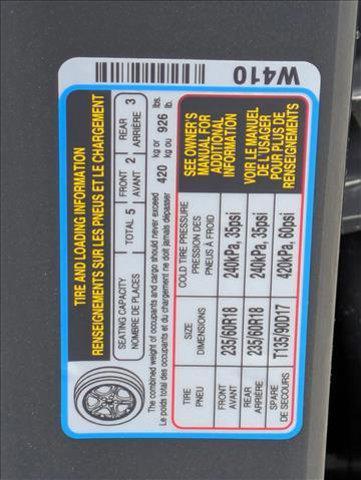 W410
TIRE AND LOADING INFORMATION
RENSEIGNEMENTS SUR LES PNEUS ET LE CHARGEMENT
SEATING CAPACITY TOTAL 5 FRONT 2 REAR 3
NOMBRE DE PLACES AVANT ARRIÈRE
The combined weight of occupants and cargo should never exceed 420 kg or 926 lbs.
Le poids total des occupants et du chargement ne doit jamais dépasser kg ou lb.
TIRE SIZE COLD TIRE PRESSURE
PNEU DIMENSIONS PRESSION DES
PNEUS À FROID
FRONT 235/60R18 240kPa, 35psi
AVANT
REAR 235/60R18 240kPa, 35psi
ARRIÈRE
SPARE T135/90D17 420kPa, 60psi
DE SECOURS
SEE OWNER'S
MANUAL FOR
ADDITIONAL
INFORMATION
VOIR LE MANUEL
DE L'USAGER
POUR PLUS DE
RENSEIGNEMENTS